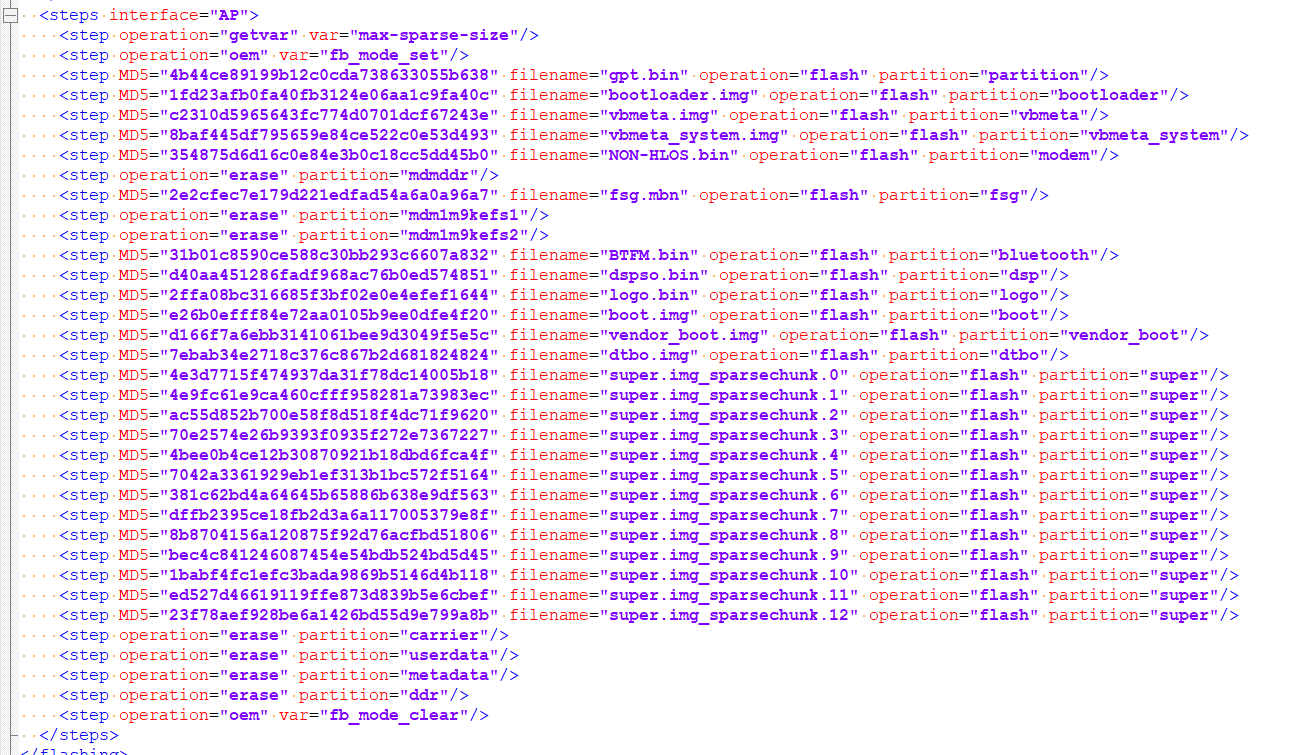 <steps interface="AP">
<step operation="getvar" var="max-sparse-size"/>
<step operation="oem" var="fb_mode_set"/>
<step MD5="4b44ce89199b12c0cda738633055b638" filename="gpt.bin" operation="flash" partition="partition"/>
<step MD5="1fd23afb0fa40fb3124e06aa1c9fa40c" filename="bootloader.img" operation="flash" partition="bootloader"/>
<step MD5="c2310d5965643fc774d0701dcf67243e" filename="vbmeta.img" operation="flash" partition="vbmeta"/>
<step MD5="8baf445df795659e84ce522c0e53d493" filename="vbmeta_system.img" operation="flash" partition="vbmeta_system"/>
<step MD5="354875d6d16c0e84e3b0c18cc5dd45b0" filename="NON-HLOS.bin" operation="flash" partition="modem"/>
<step operation="erase" partition="mdmddr"/>
<step MD5="2e2cfec7e179d221edfad54a6a0a96a7" filename="fsg.mbn" operation="flash" partition="fsg"/>
<step operation="erase" partition="mdm1m9kefs1"/>
<step operation="erase" partition="mdm1m9kefs2"/>
<step MD5="31b01c8590ce588c30bb293c6607a832" filename="BTFM.bin" operation="flash" partition="bluetooth"/>
<step MD5="d40aa451286fadf968ac76b0ed574851" filename="dspso.bin" operation="flash" partition="dsp"/>
<step MD5="2ffa08bc316685f3bf02e0e4efef1644" filename="logo.bin" operation="flash" partition="logo"/>
<step MD5="e26b0efff84e72aa0105b9ee0dfe4f20" filename="boot.img" operation="flash" partition="boot"/>
<step MD5="d166f7a6ebb3141061bee9d3049f5e5c" filename="vendor_boot.img" operation="flash" partition="vendor_boot"/>
<step MD5="7ebab34e2718c376c867b2d681824824" filename="dtbo.img" operation="flash" partition="dtbo"/>
<step MD5="4e3d7715f474937da31f78dc14005b18" filename="super.img_sparsechunk.0" operation="flash" partition="super"/>
<step MD5="4e9fc61e9ca460cfff958281a73983ec" filename="super.img_sparsechunk.1" operation="flash" partition="super"/>
<step MD5="ac55d852b700e58f8d518f4dc71f9620" filename="super.img_sparsechunk.2" operation="flash" partition="super"/>
<step MD5="70e2574e26b9393f0935f272e7367227" filename="super.img_sparsechunk.3" operation="flash" partition="super"/>
<step MD5="4bee0b4ce12b30870921b18dbd6fca4f" filename="super.img_sparsechunk.4" operation="flash" partition="super"/>
<step MD5="7042a3361929eb1ef313b1bc572f5164" filename="super.img_sparsechunk.5" operation="flash" partition="super"/>
<step MD5="381c62bd4a64645b65886b638e9df563" filename="super.img_sparsechunk.6" operation="flash" partition="super"/>
<step MD5="dffb2395ce18fb2d3a6a117005379e8f" filename="super.img_sparsechunk.7" operation="flash" partition="super"/>
<step MD5="8b8704156a120875f92d76acfbd51806" filename="super.img_sparsechunk.8" operation="flash" partition="super"/>
<step MD5="bec4c841246087454e54bdb524bd5d45" filename="super.img_sparsechunk.9" operation="flash" partition="super"/>
<step MD5="1babf4fc1efc3bada9869b5146d4b118" filename="super.img_sparsechunk.10" operation="flash" partition="super"/>
<step MD5="ed527d46619119ffe873d839b5e6cbef" filename="super.img_sparsechunk.11" operation="flash" partition="super"/>
<step MD5="23f78aef928be6a1426bd55d9e799a8b" filename="super.img_sparsechunk.12" operation="flash" partition="super"/>
<step operation="erase" partition="carrier"/>
<step operation="erase" partition="userdata"/>
<step operation="erase" partition="metadata"/>
<step operation="erase" partition="ddr"/>
<step operation="oem" var="fb_mode_clear"/>
</steps>
</flashing>